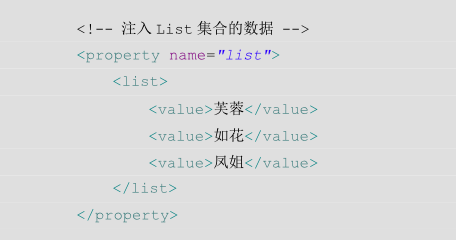 <!-- 注入 List 集合的数据 -->
<property name="list">
<list>
<value>芙蓉</value>
<value>如花</value>
<value>凤姐</value>
</list>
</property>